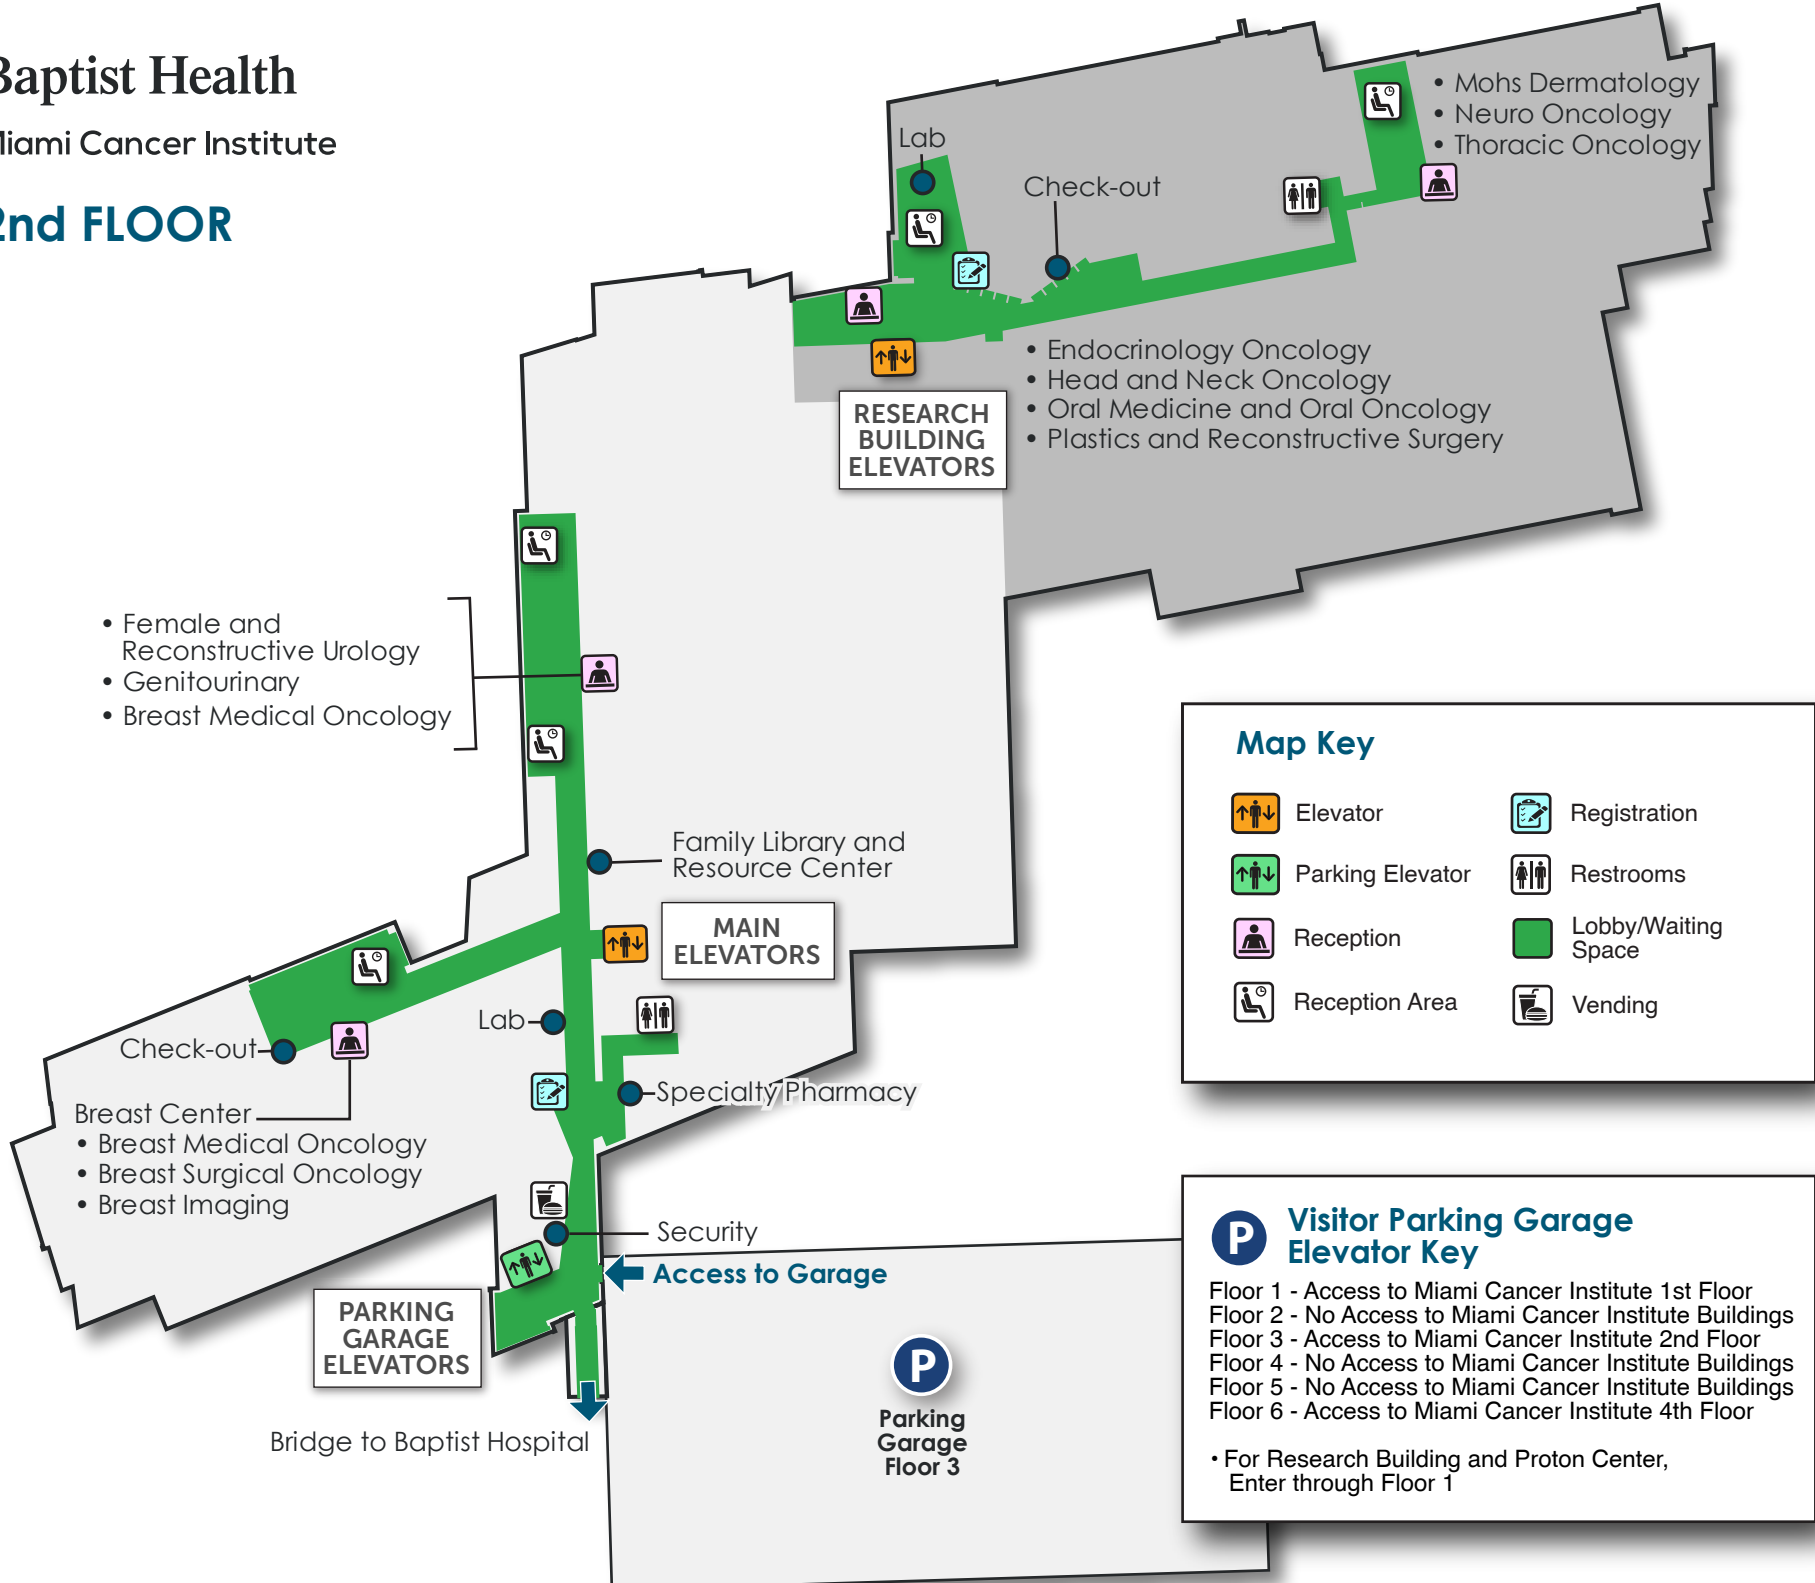 Baptist Health
Miami Cancer Institute
2nd FLOOR
Lab
Check-out
• Mohs Dermatology
• Neuro Oncology
• Thoracic Oncology
RESEARCH
BUILDING
ELEVATORS
• Endocrinology Oncology
• Head and Neck Oncology
• Oral Medicine and Oral Oncology
• Plastics and Reconstructive Surgery
• Female and
Reconstructive Urology
• Genitourinary
• Breast Medical Oncology
Family Library and
Resource Center
MAIN
ELEVATORS
Lab
Check-out
Specialty Pharmacy
Breast Center
• Breast Medical Oncology
• Breast Surgical Oncology
• Breast Imaging
Security
Access to Garage
PARKING
GARAGE
ELEVATORS
Bridge to Baptist Hospital
P
Parking
Garage
Floor 3
Map Key
Elevator
Parking Elevator
Reception
Reception Area
Registration
Restrooms
Lobby/Waiting
Space
Vending
P
Visitor Parking Garage
Elevator Key
Floor 1 - Access to Miami Cancer Institute 1st Floor
Floor 2 - No Access to Miami Cancer Institute Buildings
Floor 3 - Access to Miami Cancer Institute 2nd Floor
Floor 4 - No Access to Miami Cancer Institute Buildings
Floor 5 - No Access to Miami Cancer Institute Buildings
Floor 6 - Access to Miami Cancer Institute 4th Floor
• For Research Building and Proton Center,
Enter through Floor 1